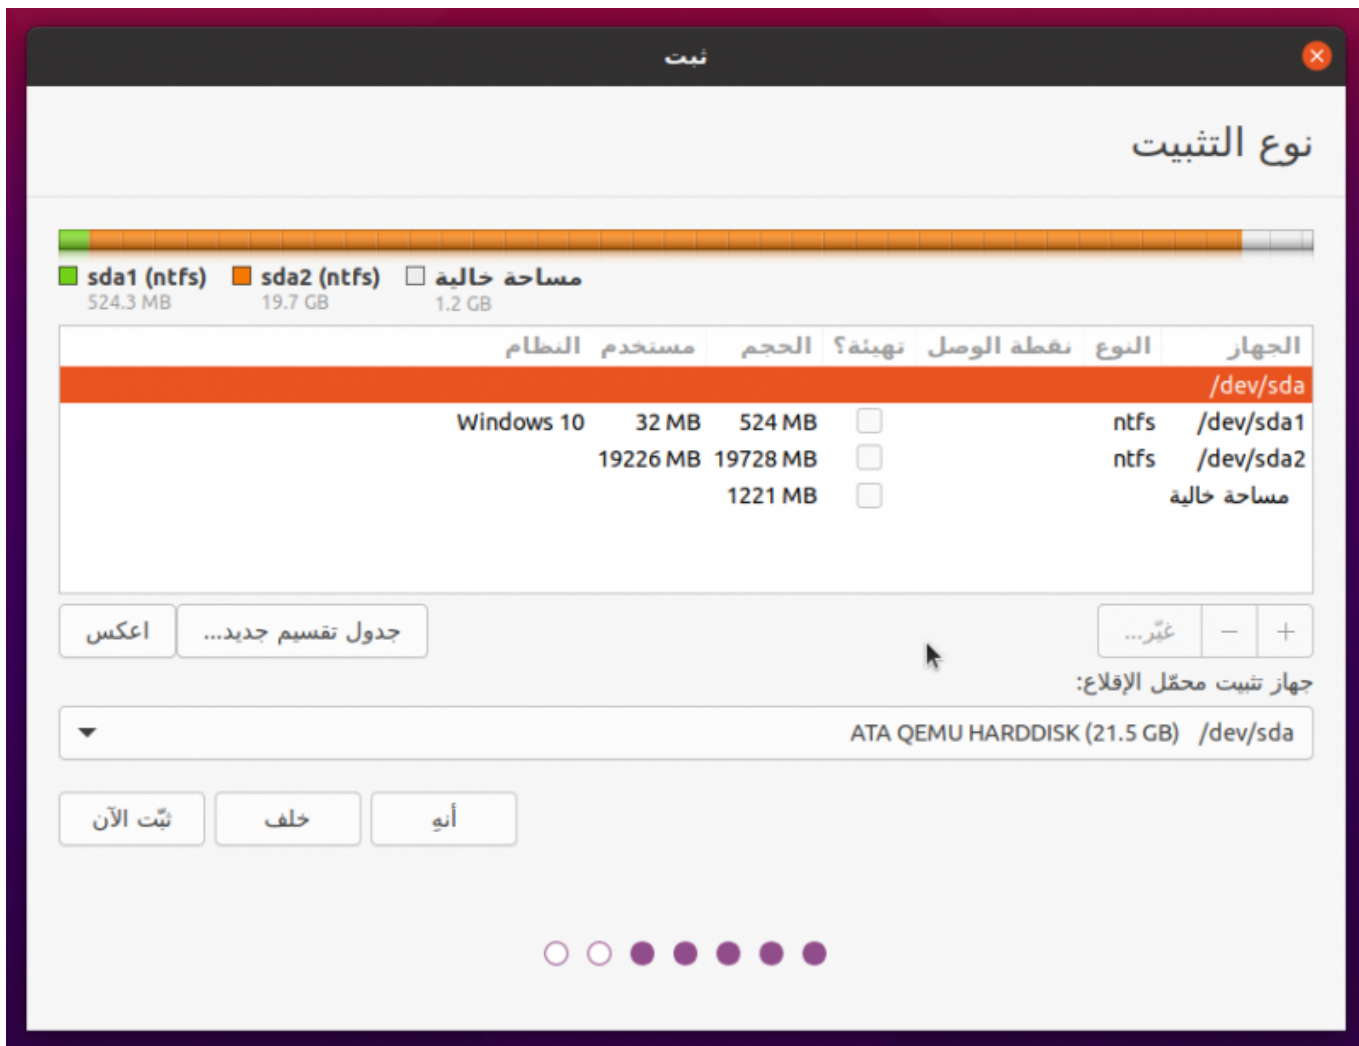 ثبت
نوع التثبيت
sda1 (ntfs) sda2 (ntfs) مساحة خالية
524.3 MB 19.7 GB 1.2 GB
الجهاز النوع نقطة الوصل تهيئة؟ الحجم مستخدم النظام
/dev/sda
/dev/sda1 ntfs 524 MB 32 MB Windows 10
/dev/sda2 ntfs 19728 MB 19226 MB
مساحة خالية 1221 MB
+ − غيّر... جدول تقسيم جديد... اعكس
جهاز تثبيت محمّل الإقلاع:
/dev/sda ATA QEMU HARDDISK (21.5 GB)
أنهِ خلف ثبّت الآن